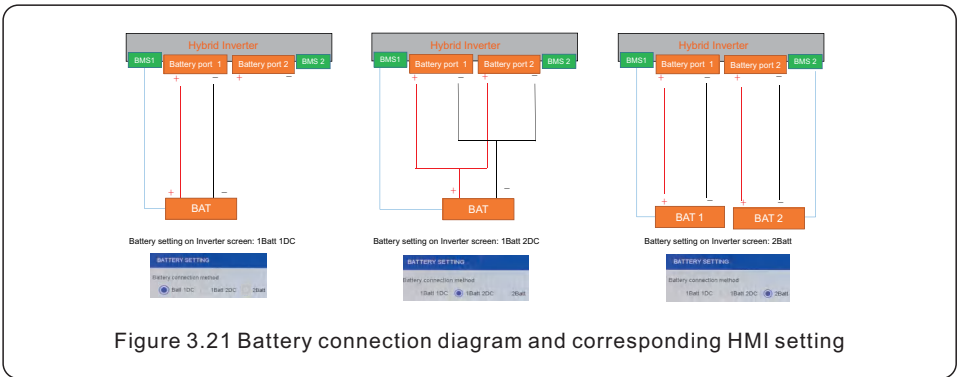 Hybrid Inverter
BMS1 Battery port 1 Battery port 2 BMS 2
+ − + −
+ −
BAT
Battery setting on Inverter screen: 1Batt 1DC
BATTERY SETTING
Battery connection method
Batt 1DC 1Batt 2DC 2Batt
Hybrid Inverter
BMS1 Battery port 1 Battery port 2 BMS 2
+ − + −
+ −
BAT
Battery setting on Inverter screen: 1Batt 2DC
BATTERY SETTING
Battery connection method
1Batt 1DC 1Batt 2DC 2Batt
Hybrid Inverter
BMS1 Battery port 1 Battery port 2 BMS 2
+ − + −
+ − + −
BAT 1 BAT 2
Battery setting on Inverter screen: 2Batt
BATTERY SETTING
Battery connection method
1Batt 1DC 1Batt 2DC 2Batt
Figure 3.21 Battery connection diagram and corresponding HMI setting